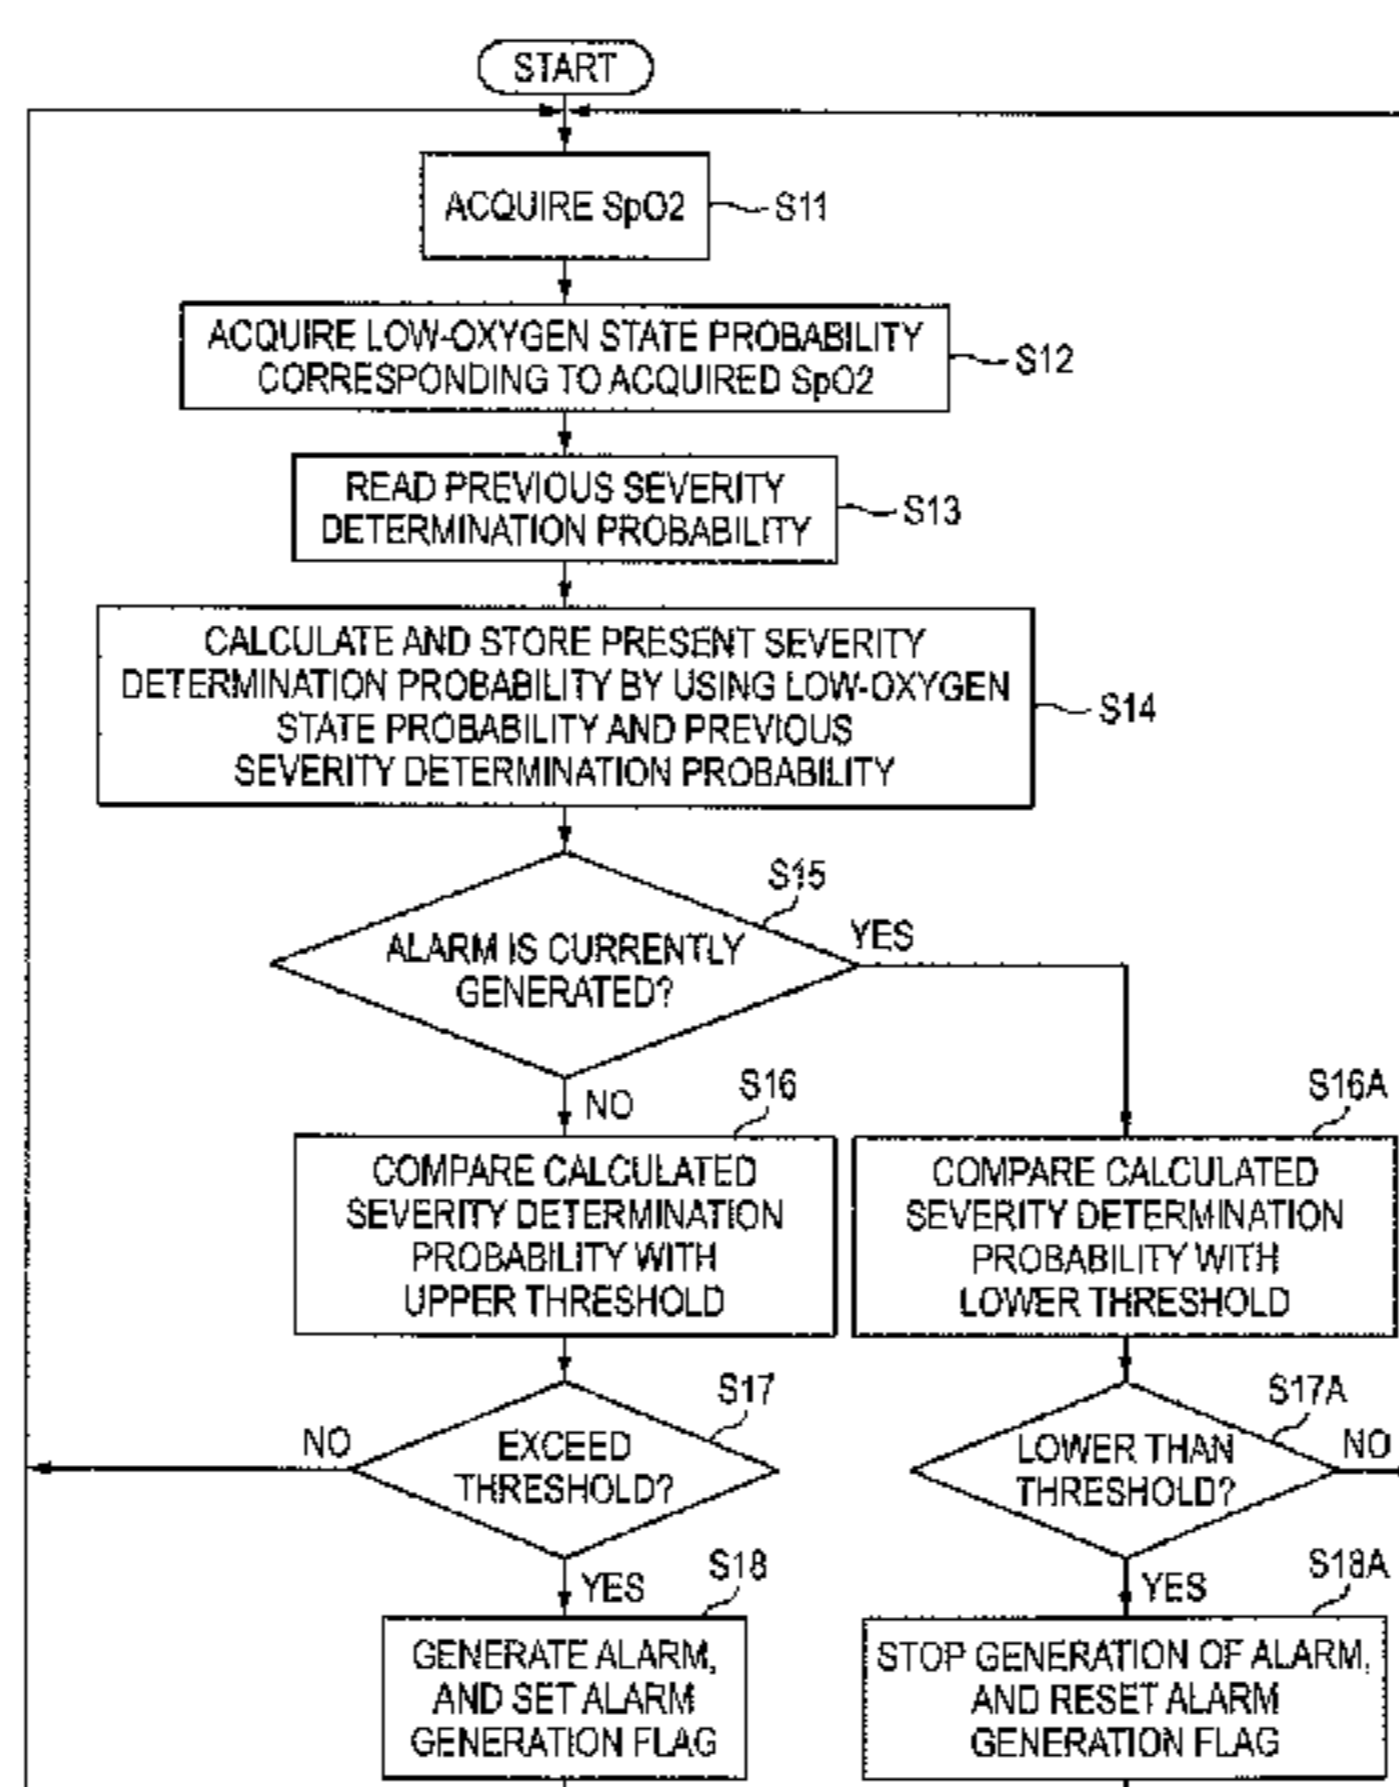 START
ACQUIRE SpO2
S11
ACQUIRE LOW-OXYGEN STATE PROBABILITY
CORRESPONDING TO ACQUIRED SpO2
S12
READ PREVIOUS SEVERITY
DETERMINATION PROBABILITY
S13
CALCULATE AND STORE PRESENT SEVERITY
DETERMINATION PROBABILITY BY USING LOW-OXYGEN
STATE PROBABILITY AND PREVIOUS
SEVERITY DETERMINATION PROBABILITY
S14
S15
ALARM IS CURRENTLY
GENERATED?
YES
NO
S16
COMPARE CALCULATED
SEVERITY DETERMINATION
PROBABILITY WITH
UPPER THRESHOLD
S16A
COMPARE CALCULATED
SEVERITY DETERMINATION
PROBABILITY WITH
LOWER THRESHOLD
S17
EXCEED
THRESHOLD?
NO
YES
S17A
LOWER THAN
THRESHOLD?
NO
YES
S18
GENERATE ALARM,
AND SET ALARM
GENERATION FLAG
S18A
STOP GENERATION OF ALARM,
AND RESET ALARM
GENERATION FLAG